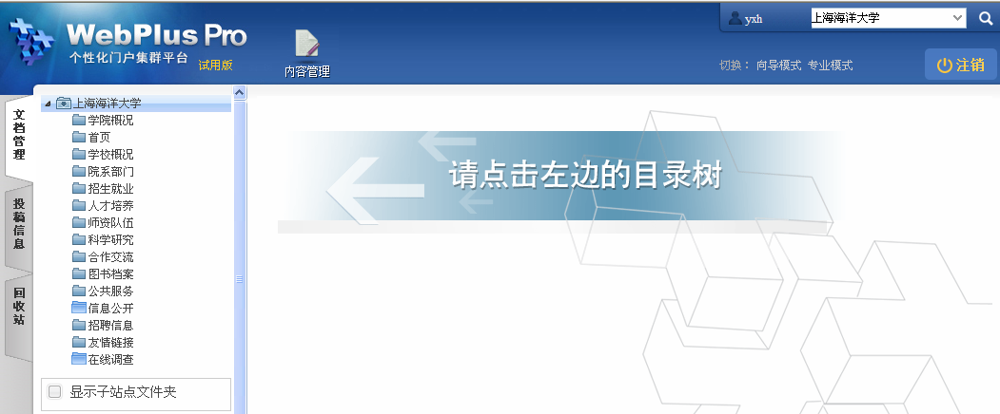 WebPlus Pro
个性化门户集群平台 试用版
内容管理
yxh
上海海洋大学
切换： 向导模式 专业模式
注销
文档管理
投稿信息
回收站
上海海洋大学
学院概况
首页
学校概况
院系部门
招生就业
人才培养
师资队伍
科学研究
合作交流
图书档案
公共服务
信息公开
招聘信息
友情链接
在线调查
显示子站点文件夹
请点击左边的目录树